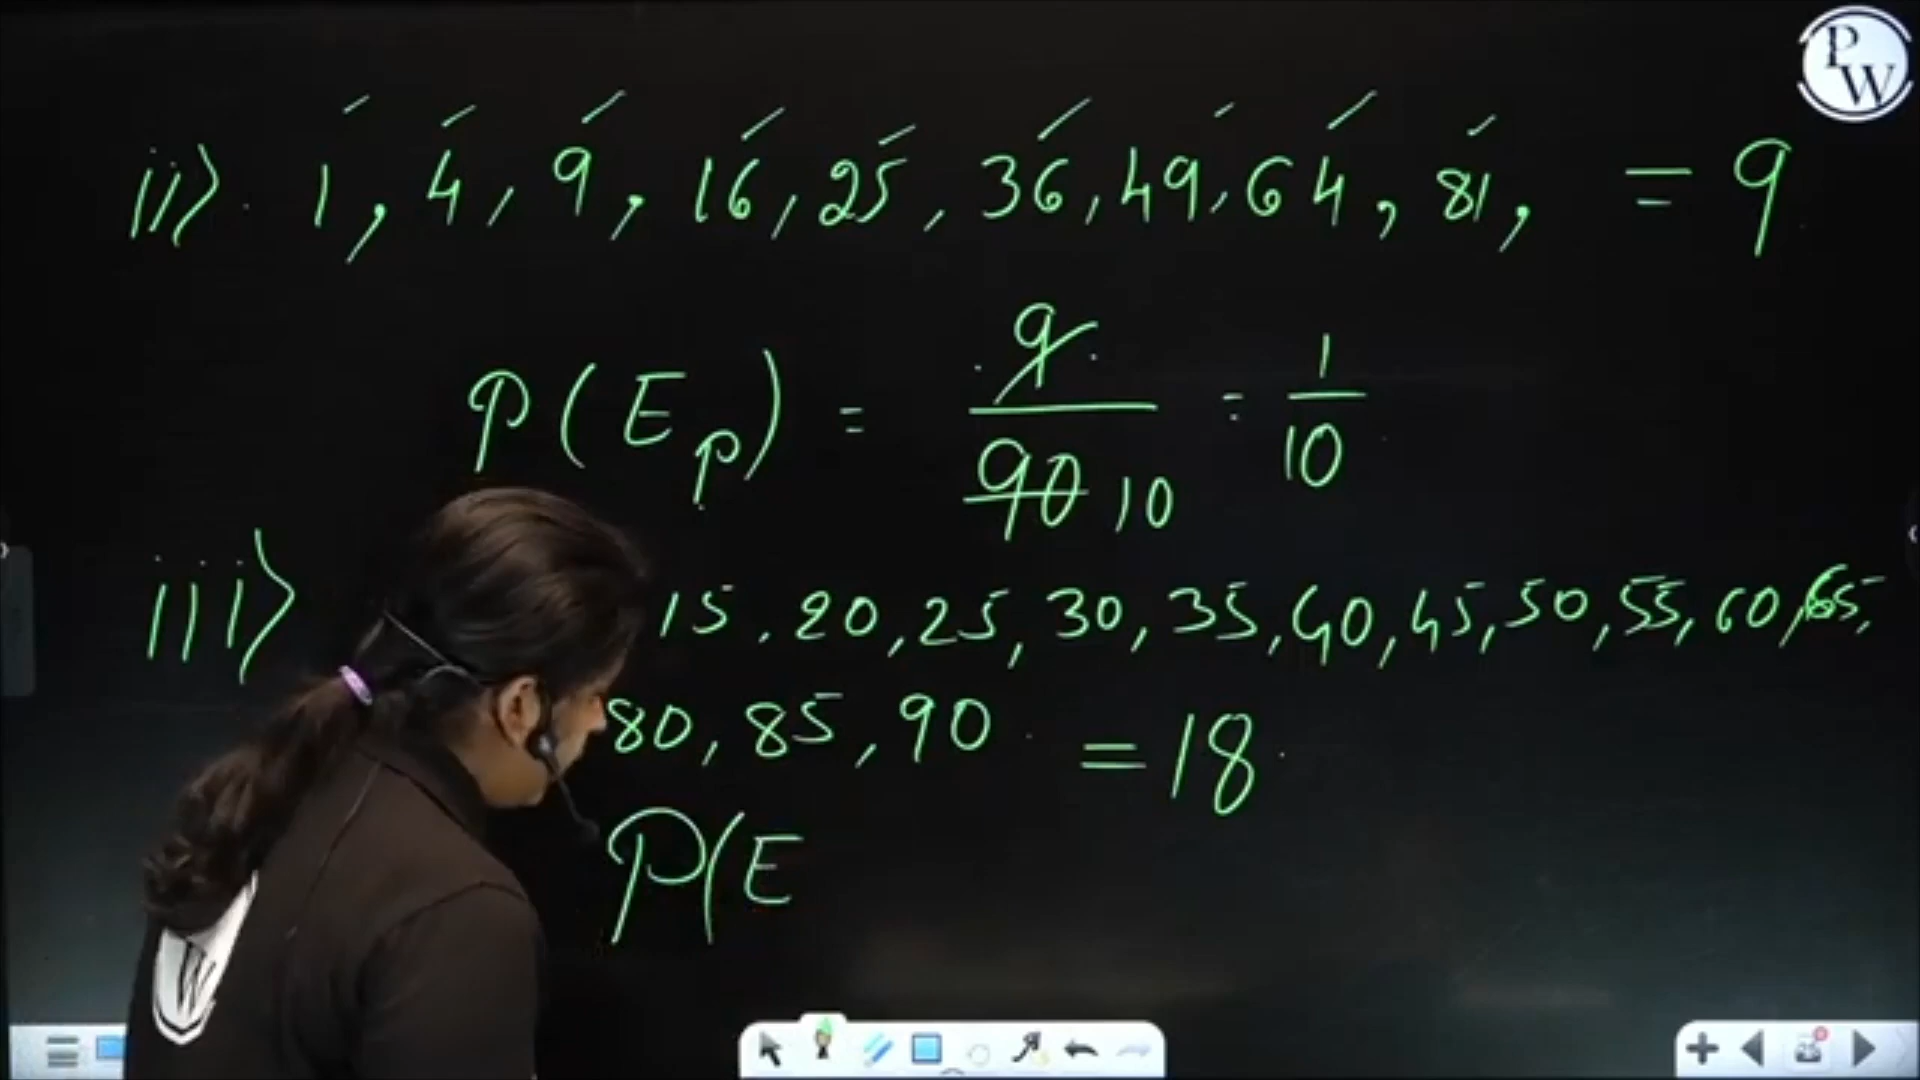 PW
ii> 1, 4, 9, 16, 25, 36, 49, 64, 81, = 9
P(Ep) = 9/90 10 = 1/10
iii> 15, 20, 25, 30, 35, 40, 45, 50, 55, 60, 65,
80, 85, 90 = 18
P(E
W